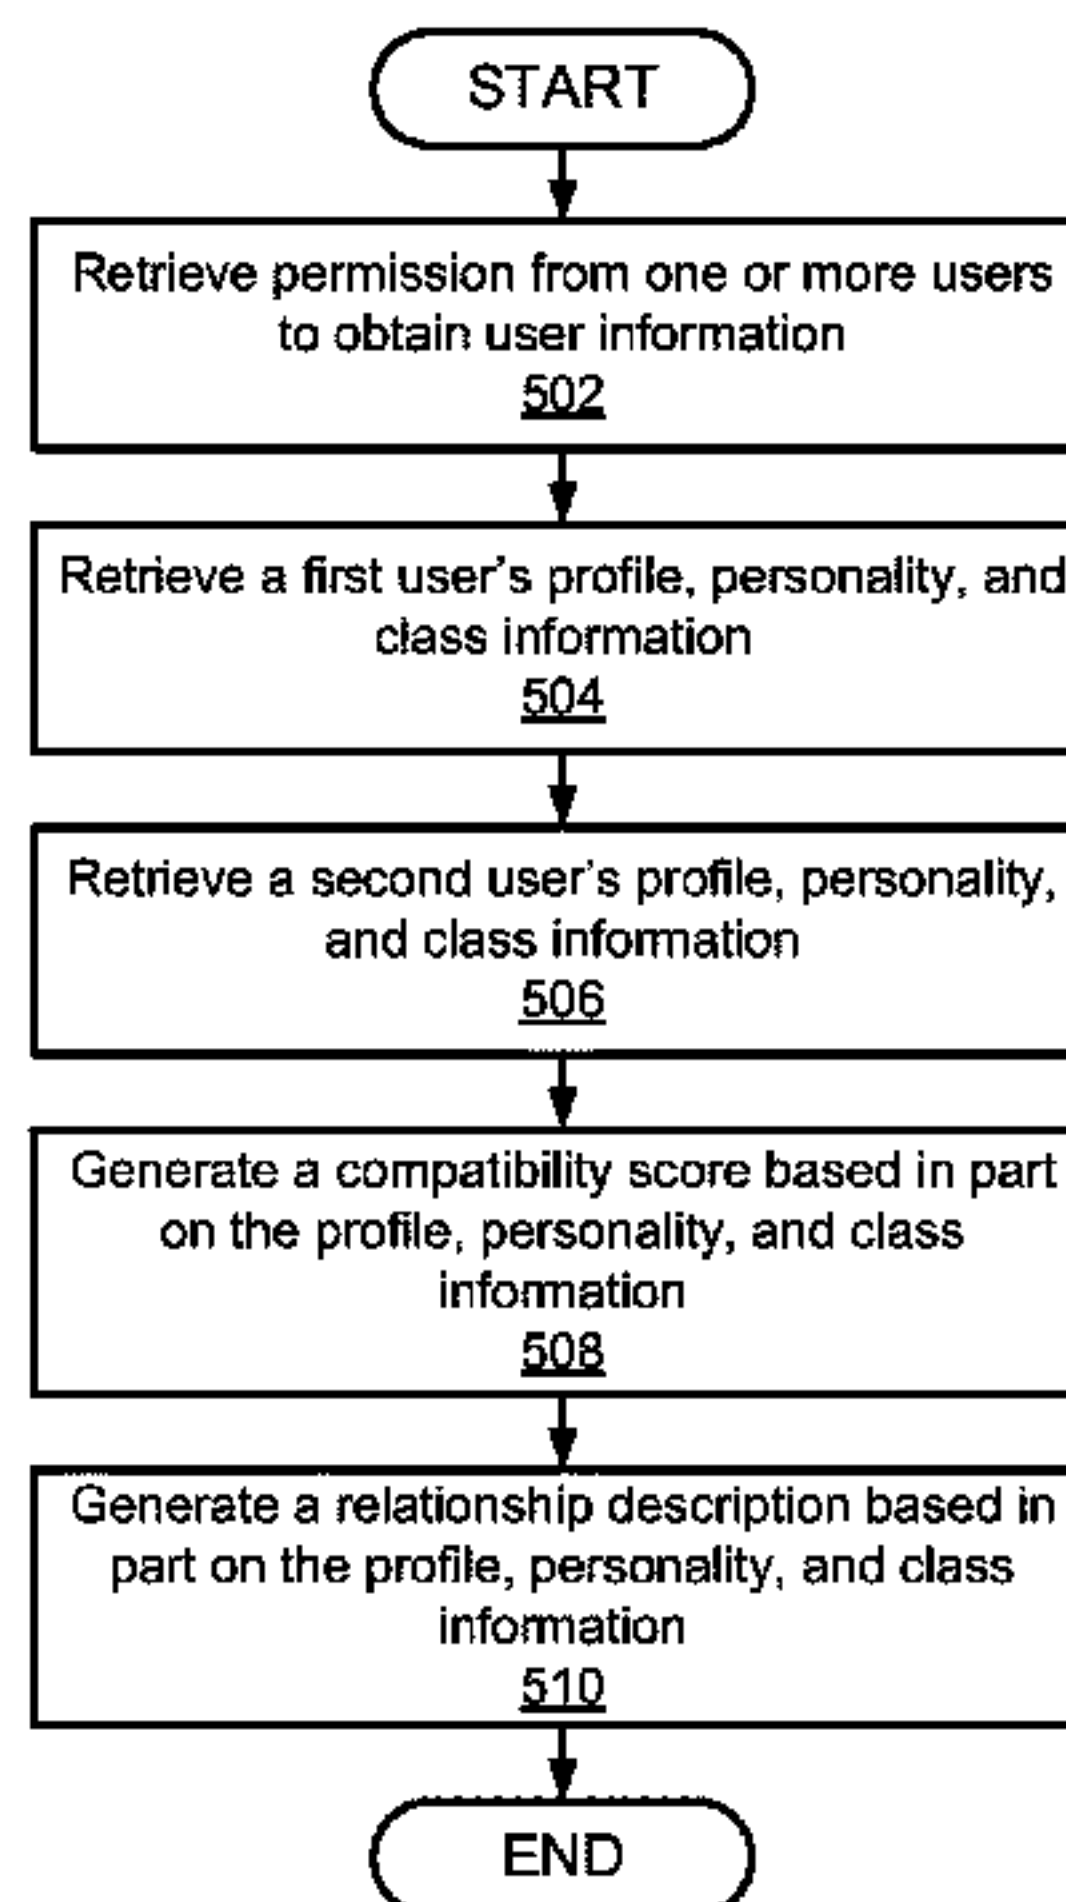 START
Retrieve permission from one or more users
to obtain user information
502
Retrieve a first user's profile, personality, and
class information
504
Retrieve a second user's profile, personality,
and class information
506
Generate a compatibility score based in part
on the profile, personality, and class
information
508
Generate a relationship description based in
part on the profile, personality, and class
information
510
END